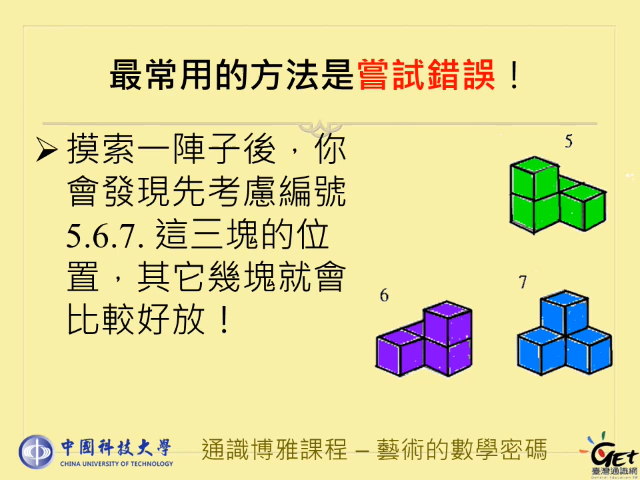 最常用的方法是嘗試錯誤！
摸索一陣子後，你
會發現先考慮編號
5.6.7. 這三塊的位
置，其它幾塊就會
比較好放！
5
6
7
中國科技大學
CHINA UNIVERSITY OF TECHNOLOGY
通識博雅課程 – 藝術的數學密碼
GET
臺灣通識網